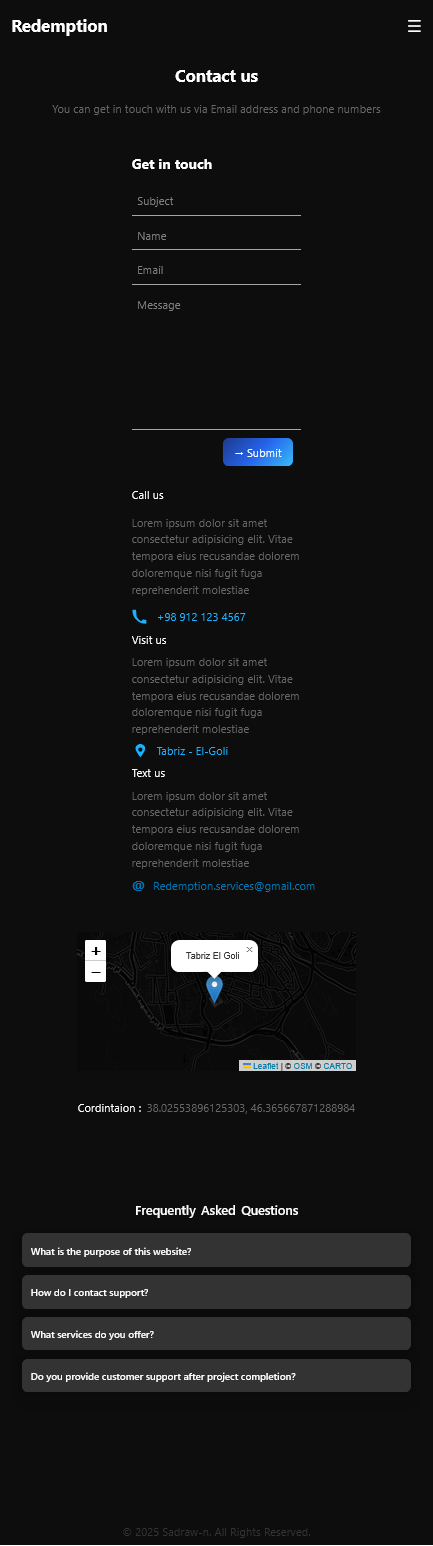 Redemption
Contact us
You can get in touch with us via Email address and phone numbers
Get in touch
Subject
Name
Email
Message
→ Submit
Call us
Lorem ipsum dolor sit amet
consectetur adipisicing elit. Vitae
tempora eius recusandae dolorem
doloremque nisi fugit fuga
reprehenderit molestiae
+98 912 123 4567
Visit us
Lorem ipsum dolor sit amet
consectetur adipisicing elit. Vitae
tempora eius recusandae dolorem
doloremque nisi fugit fuga
reprehenderit molestiae
Tabriz - El-Goli
Text us
Lorem ipsum dolor sit amet
consectetur adipisicing elit. Vitae
tempora eius recusandae dolorem
doloremque nisi fugit fuga
reprehenderit molestiae
@ Redemption.services@gmail.com
+
−
Tabriz El Goli ×
Leaflet | © OSM © CARTO
Cordintaion : 38.02553896125303, 46.365667871288984
Frequently Asked Questions
What is the purpose of this website?
How do I contact support?
What services do you offer?
Do you provide customer support after project completion?
© 2025 Sadraw-n. All Rights Reserved.